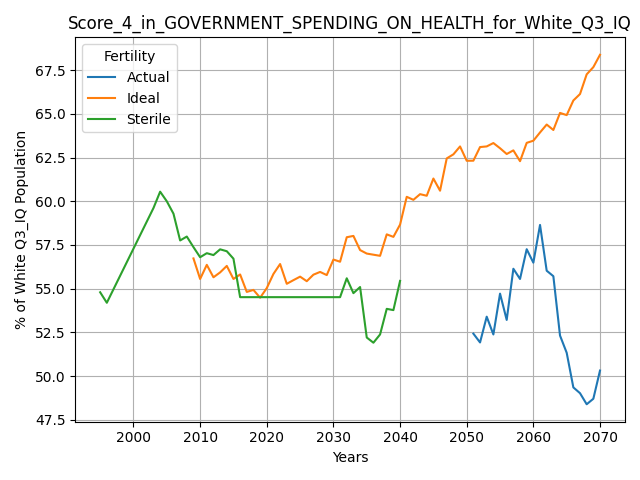 Score_4_in_GOVERNMENT_SPENDING_ON_HEALTH_for_White_Q3_IQ
Fertility
Actual
Ideal
Sterile
% of White Q3_IQ Population
67.5
65.0
62.5
60.0
57.5
55.0
52.5
50.0
47.5
2000 2010 2020 2030 2040 2050 2060 2070
Years